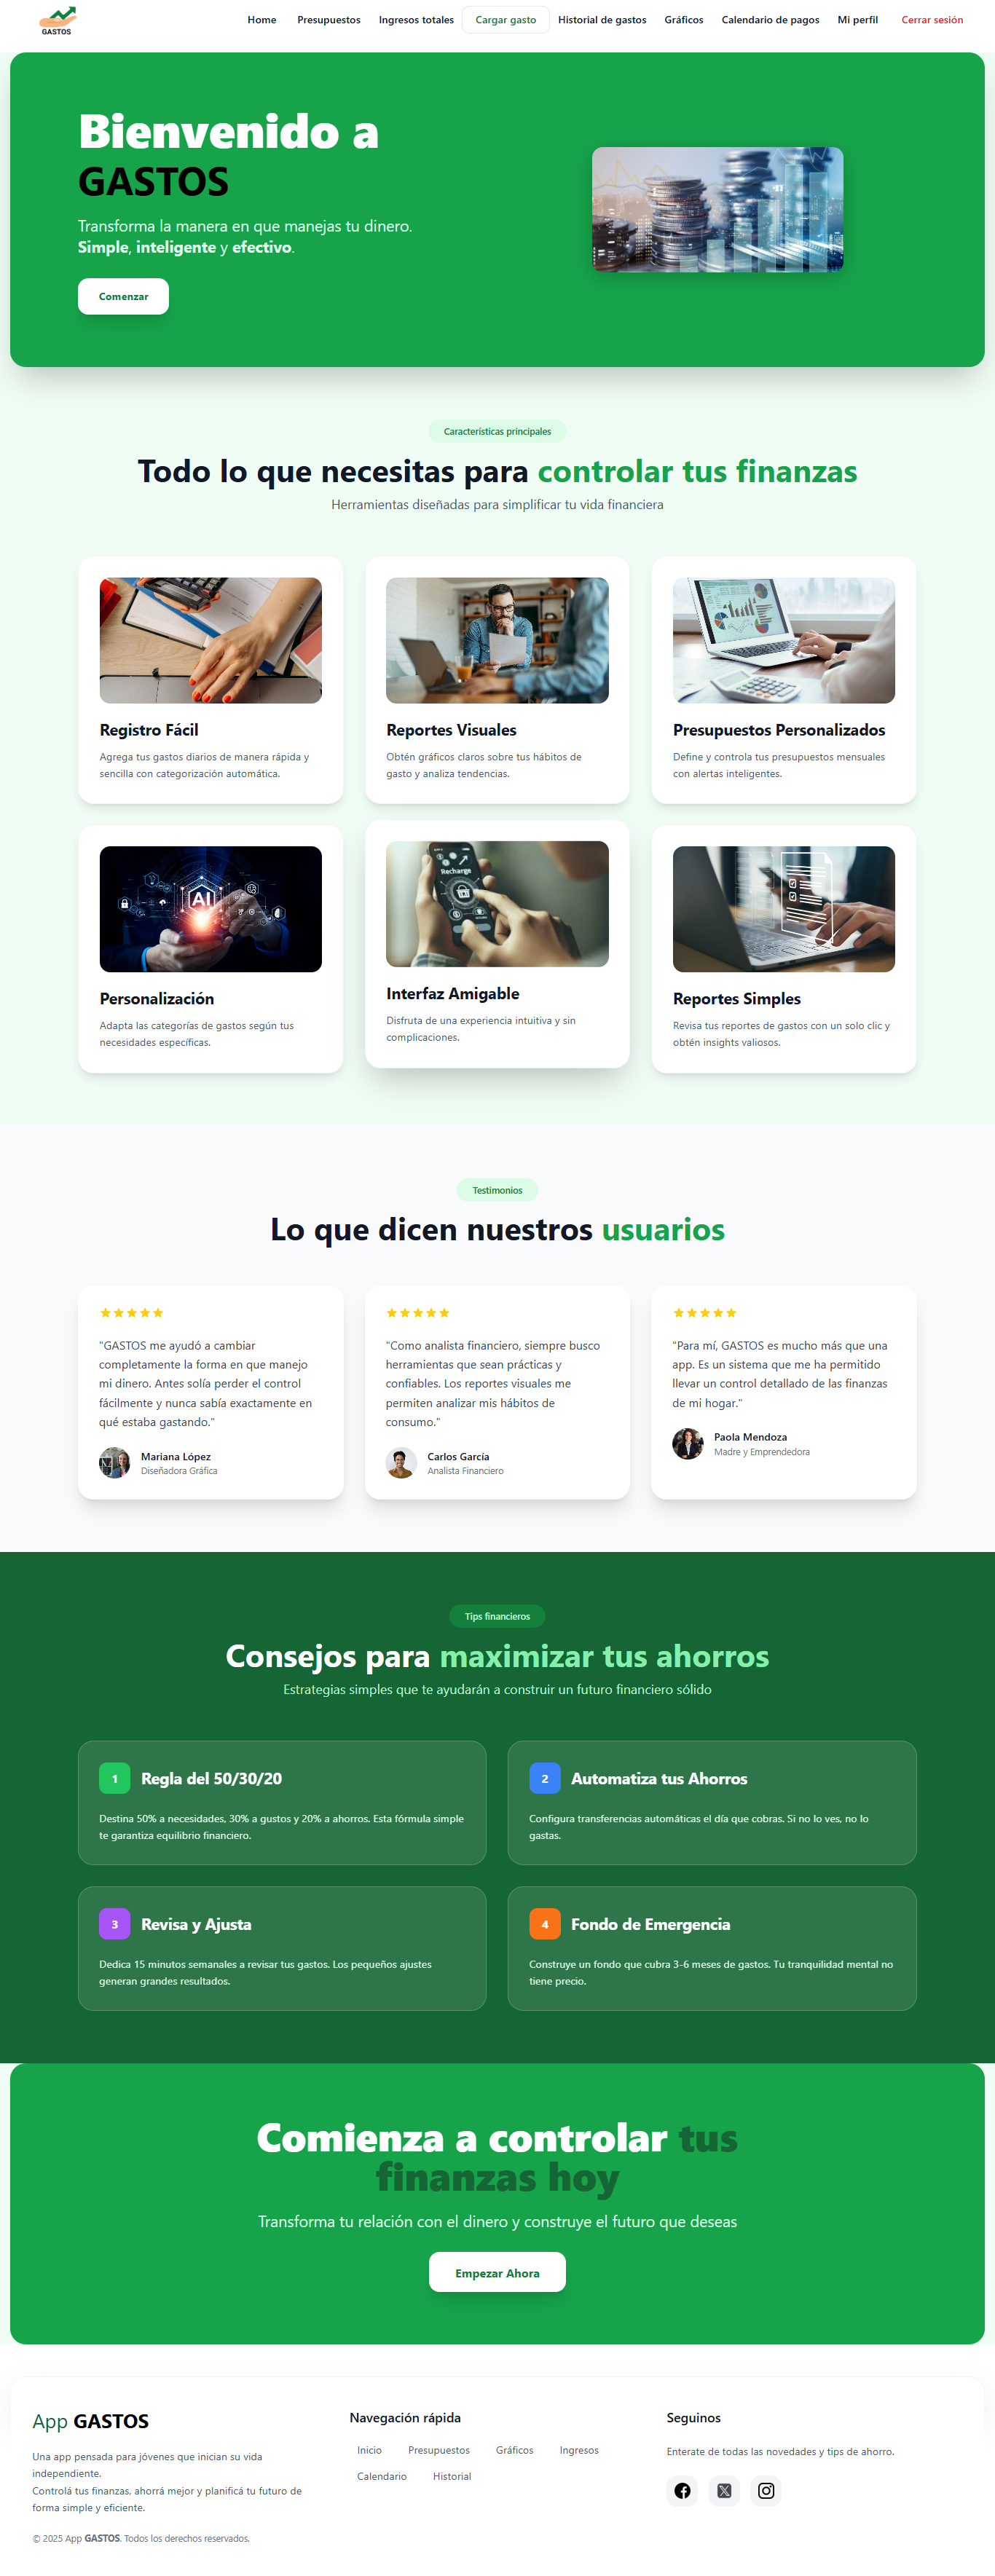 GASTOS
Home Presupuestos Ingresos totales Cargar gasto Historial de gastos Gráficos Calendario de pagos Mi perfil Cerrar sesión
Bienvenido a
GASTOS
Transforma la manera en que manejas tu dinero.
Simple, inteligente y efectivo.
Comenzar
Características principales
Todo lo que necesitas para controlar tus finanzas
Herramientas diseñadas para simplificar tu vida financiera
Registro Fácil
Agrega tus gastos diarios de manera rápida y
sencilla con categorización automática.
Reportes Visuales
Obtén gráficos claros sobre tus hábitos de
gasto y analiza tendencias.
Presupuestos Personalizados
Define y controla tus presupuestos mensuales
con alertas inteligentes.
AI
Personalización
Adapta las categorías de gastos según tus
necesidades específicas.
Recharge
Interfaz Amigable
Disfruta de una experiencia intuitiva y sin
complicaciones.
Reportes Simples
Revisa tus reportes de gastos con un solo clic y
obtén insights valiosos.
Testimonios
Lo que dicen nuestros usuarios
"GASTOS me ayudó a cambiar
completamente la forma en que manejo
mi dinero. Antes solía perder el control
fácilmente y nunca sabía exactamente en
qué estaba gastando."
Mariana López
Diseñadora Gráfica
"Como analista financiero, siempre busco
herramientas que sean prácticas y
confiables. Los reportes visuales me
permiten analizar mis hábitos de
consumo."
Carlos García
Analista Financiero
"Para mí, GASTOS es mucho más que una
app. Es un sistema que me ha permitido
llevar un control detallado de las finanzas
de mi hogar."
Paola Mendoza
Madre y Emprendedora
Tips financieros
Consejos para maximizar tus ahorros
Estrategias simples que te ayudarán a construir un futuro financiero sólido
1 Regla del 50/30/20
Destina 50% a necesidades, 30% a gustos y 20% a ahorros. Esta fórmula simple
te garantiza equilibrio financiero.
2 Automatiza tus Ahorros
Configura transferencias automáticas el día que cobras. Si no lo ves, no lo
gastas.
3 Revisa y Ajusta
Dedica 15 minutos semanales a revisar tus gastos. Los pequeños ajustes
generan grandes resultados.
4 Fondo de Emergencia
Construye un fondo que cubra 3-6 meses de gastos. Tu tranquilidad mental no
tiene precio.
Comienza a controlar tus
finanzas hoy
Transforma tu relación con el dinero y construye el futuro que deseas
Empezar Ahora
App GASTOS
Una app pensada para jóvenes que inician su vida
independiente.
Controlá tus finanzas, ahorrá mejor y planificá tu futuro de
forma simple y eficiente.
© 2025 App GASTOS. Todos los derechos reservados.
Navegación rápida
Inicio Presupuestos Gráficos Ingresos
Calendario Historial
Seguinos
Enterate de todas las novedades y tips de ahorro.